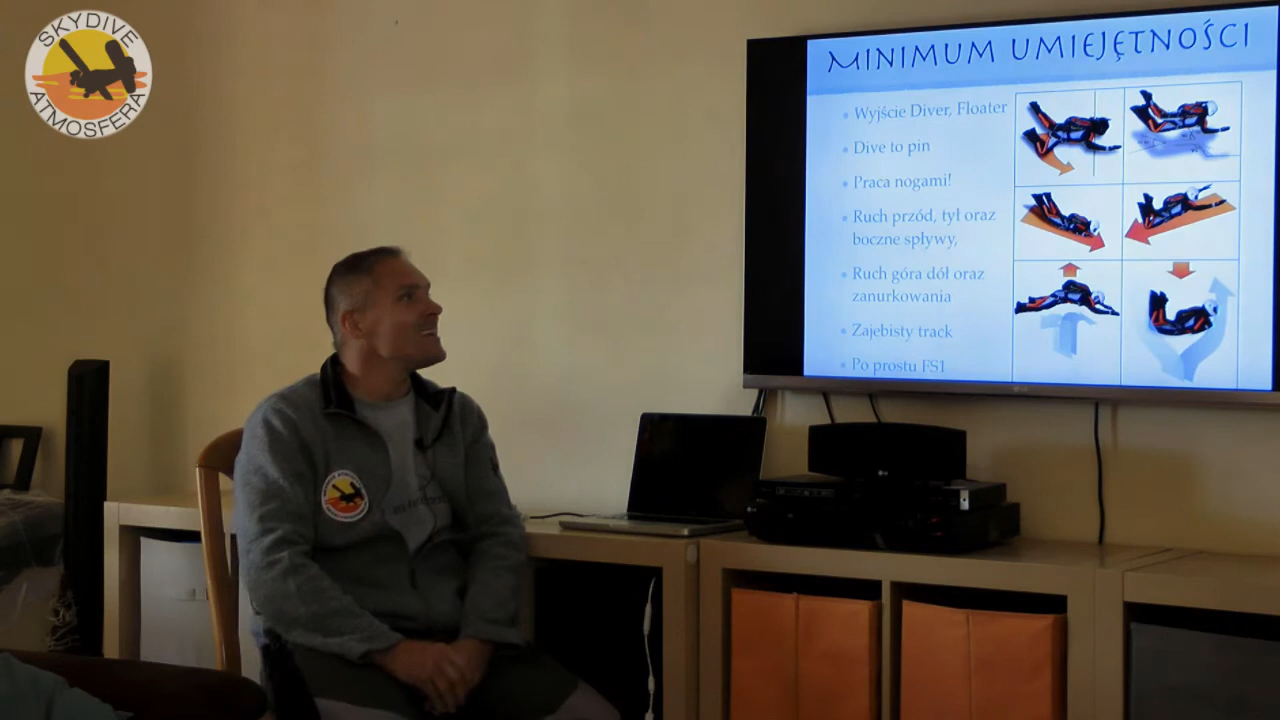 SKYDIVE
ATMOSFERA
MINIMUM UMIEJĘTNOŚCI
Wyjście Diver, Floater
Dive to pin
Praca nogami!
Ruch przód, tył oraz
boczne spływy,
Ruch góra dół oraz
zanurkowania
Zajebisty track
Po prostu FS1
LG